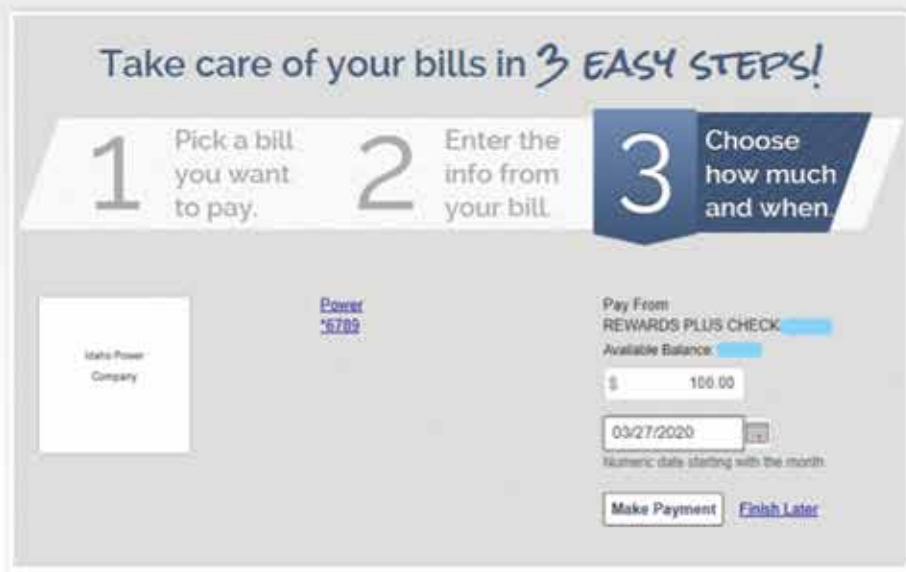 Take care of your bills in 3 EASY STEPS!
1
Pick a bill
you want
to pay.
2
Enter the
info from
your bill.
3
Choose
how much
and when.
Idaho Power
Company
Power
*6789
Pay From
REWARDS PLUS CHECK
Available Balance:
$ 100.00
03/27/2020
Numeric date starting with the month
Make Payment Finish Later